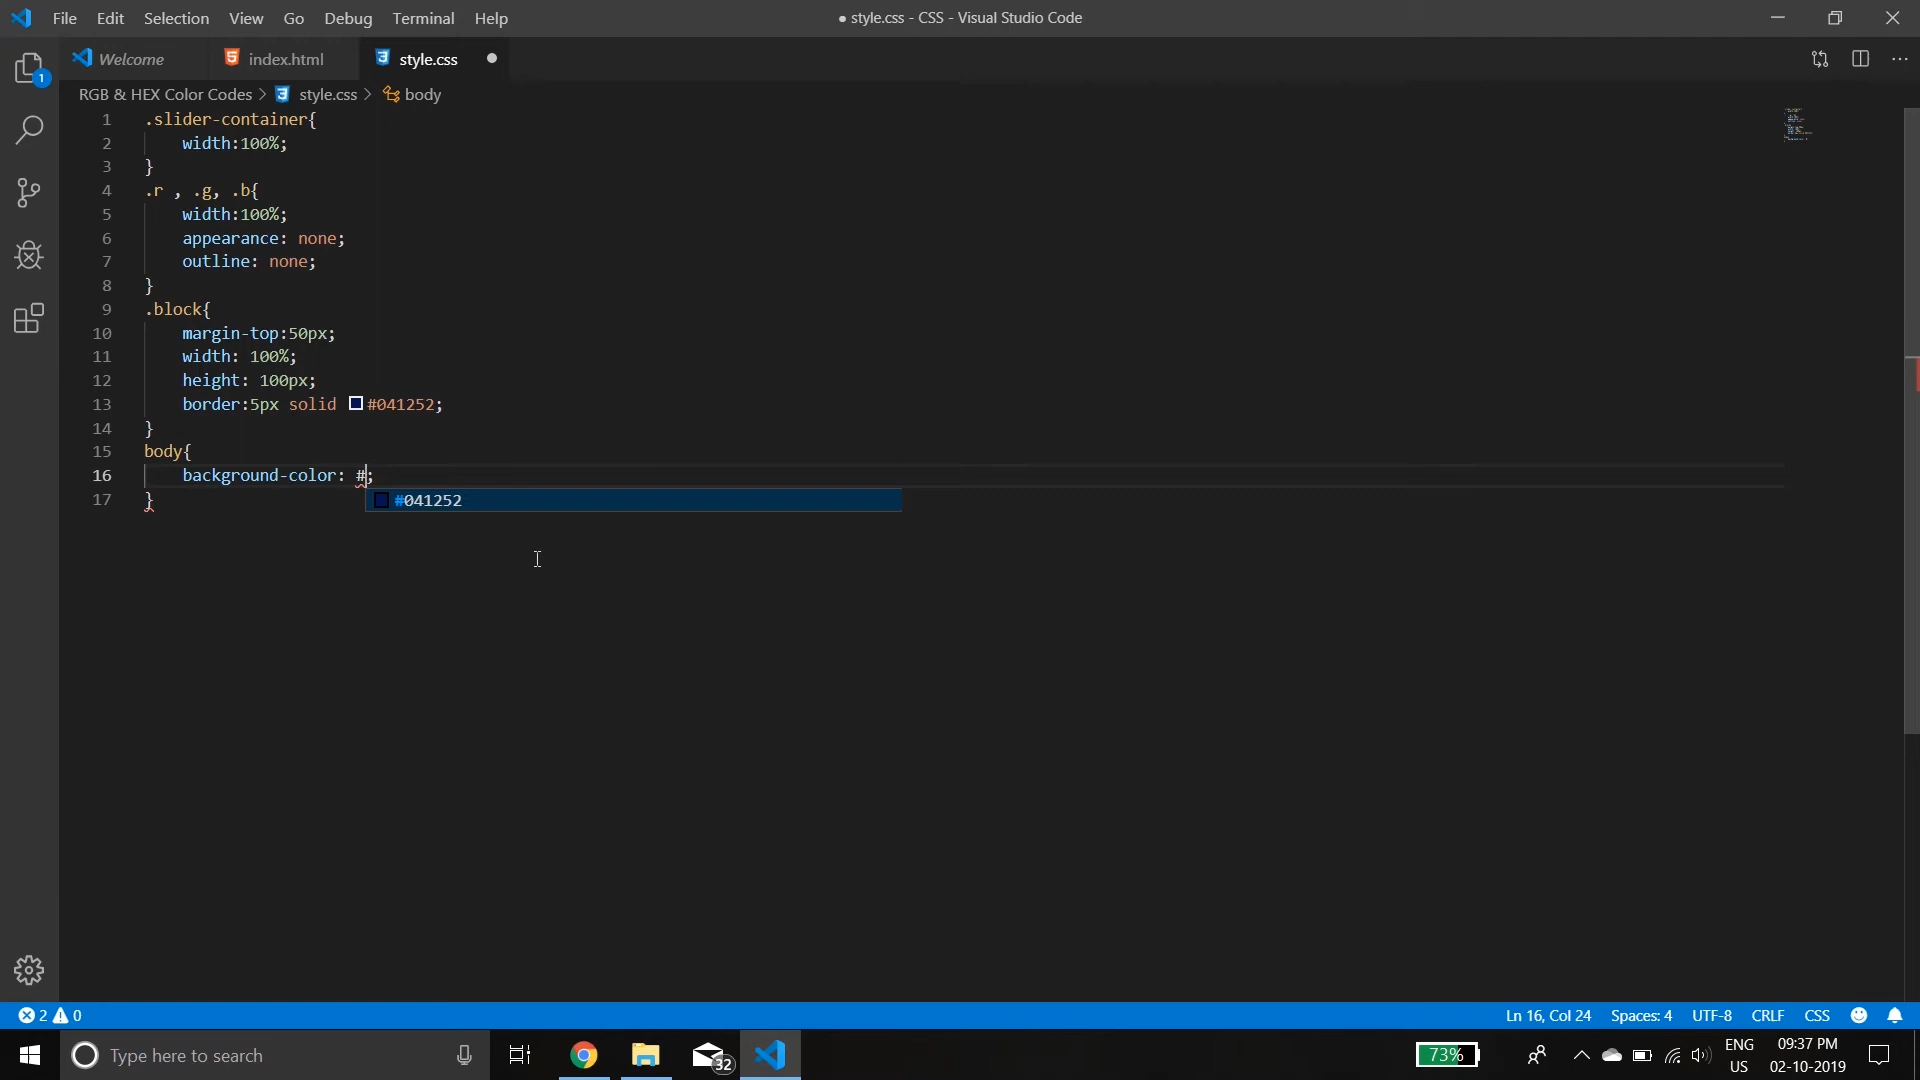 File Edit Selection View Go Debug Terminal Help
● style.css - CSS - Visual Studio Code
Welcome
index.html
style.css
1
RGB & HEX Color Codes > style.css > body
1 .slider-container{
2 width:100%;
3 }
4 .r , .g, .b{
5 width:100%;
6 appearance: none;
7 outline: none;
8 }
9 .block{
10 margin-top:50px;
11 width: 100%;
12 height: 100px;
13 border:5px solid #041252;
14 }
15 body{
16 background-color: #;
#041252
17 }
2 0
Ln 16, Col 24 Spaces: 4 UTF-8 CRLF CSS
Type here to search
32
73%
ENG
US
09:37 PM
02-10-2019